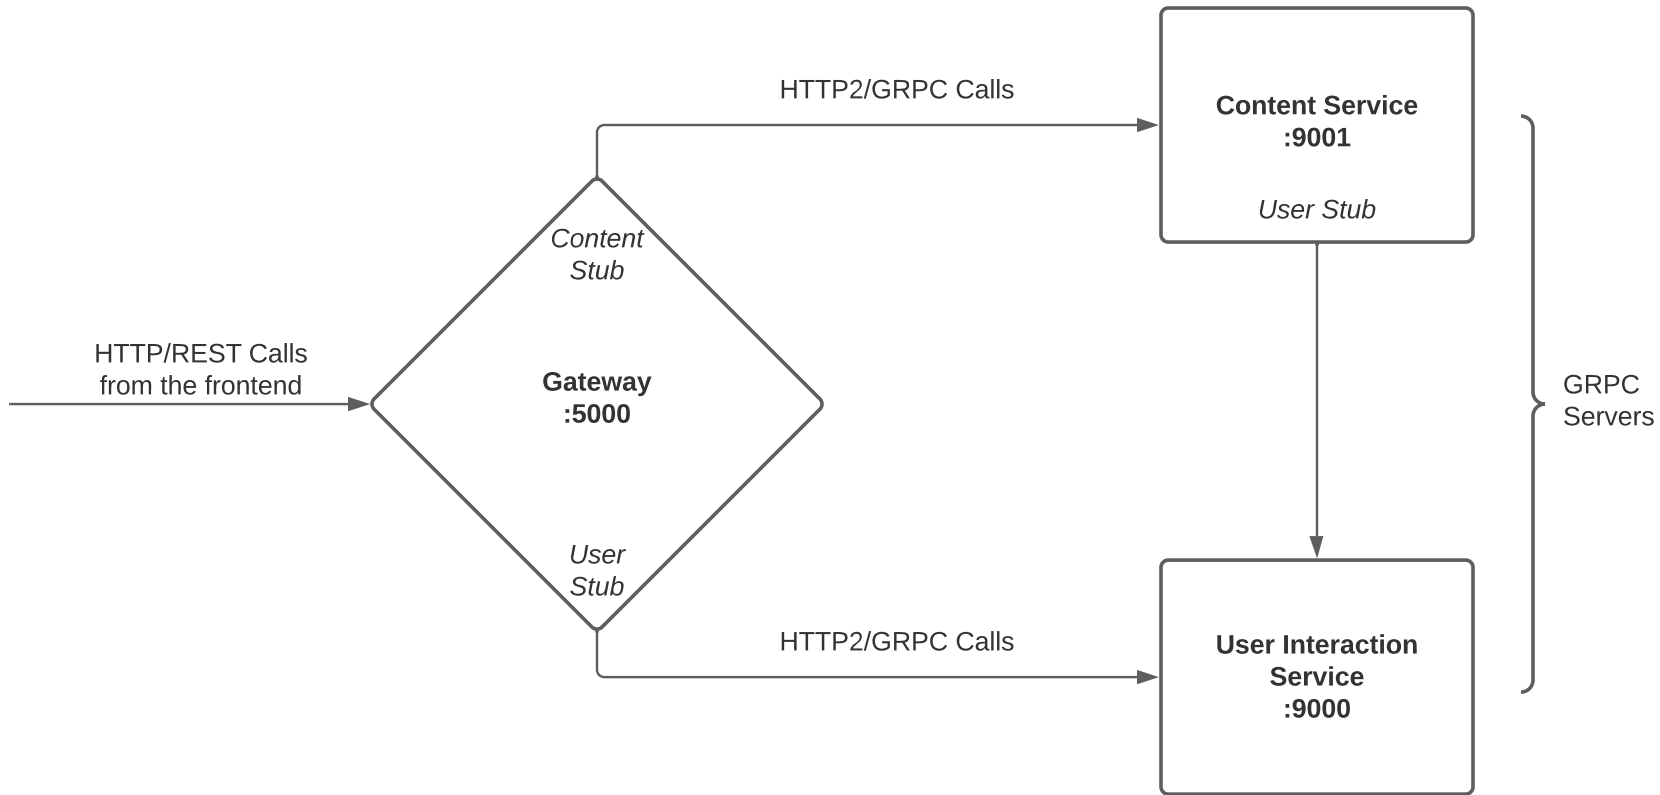 HTTP2/GRPC Calls
Content Service
:9001
User Stub
Content
Stub
HTTP/REST Calls
from the frontend
Gateway
:5000
GRPC
Servers
User
Stub
HTTP2/GRPC Calls
User Interaction
Service
:9000